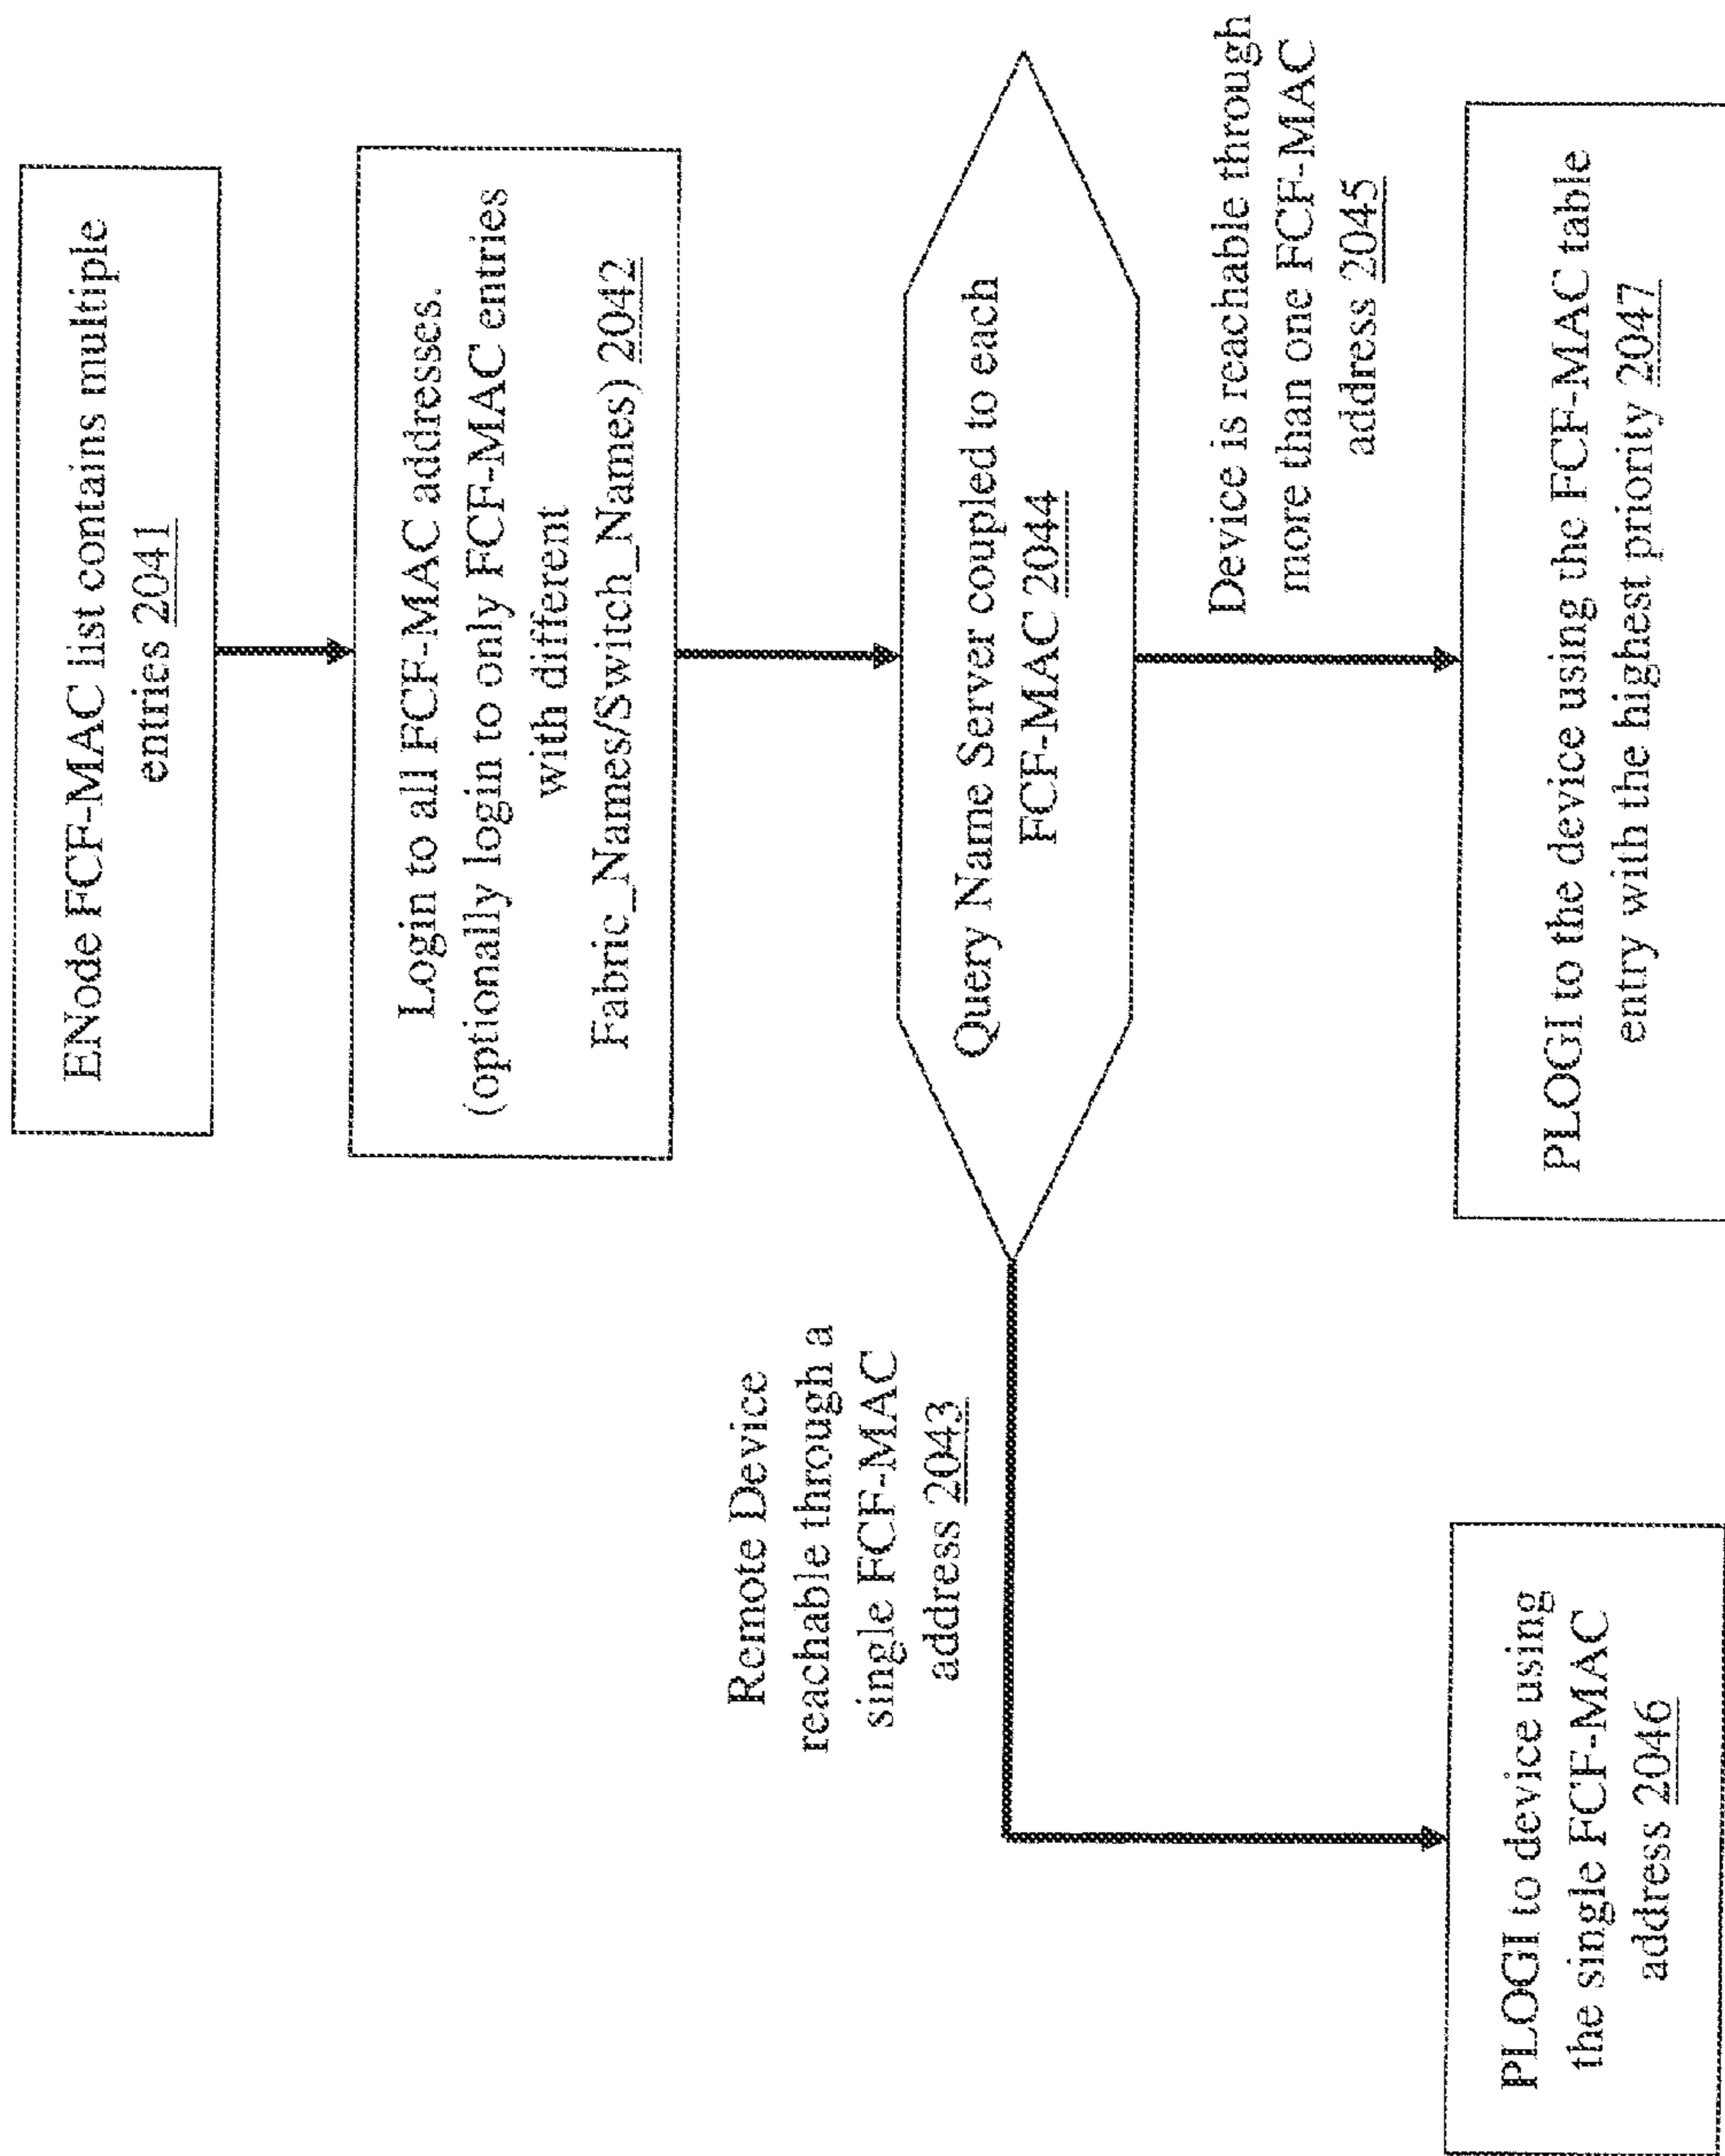 ENode FCF-MAC list contains multiple
entries 2041
Login to all FCF-MAC addresses.
(optionally login to only FCF-MAC entries
with different
Fabric_Names/Switch_Names) 2042
Query Name Server coupled to each
FCF-MAC 2044
Remote Device
reachable through a
single FCF-MAC
address 2043
Device is reachable through
more than one FCF-MAC
address 2045
PLOGI to device using
the single FCF-MAC
address 2046
PLOGI to the device using the FCF-MAC table
entry with the highest priority 2047